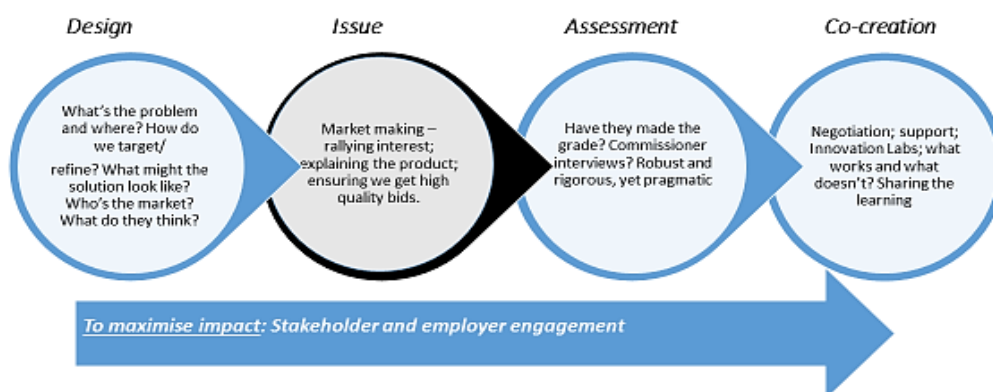 Design
Issue
Assessment
Co-creation
What's the problem
and where? How do
we target/
refine? What might the
solution look like?
Who's the market?
What do they think?
Market making –
rallying interest;
explaining the product;
ensuring we get high
quality bids.
Have they made the
grade? Commissioner
interviews? Robust and
rigorous, yet pragmatic
Negotiation; support;
Innovation Labs; what
works and what
doesn't? Sharing the
learning
To maximise impact: Stakeholder and employer engagement